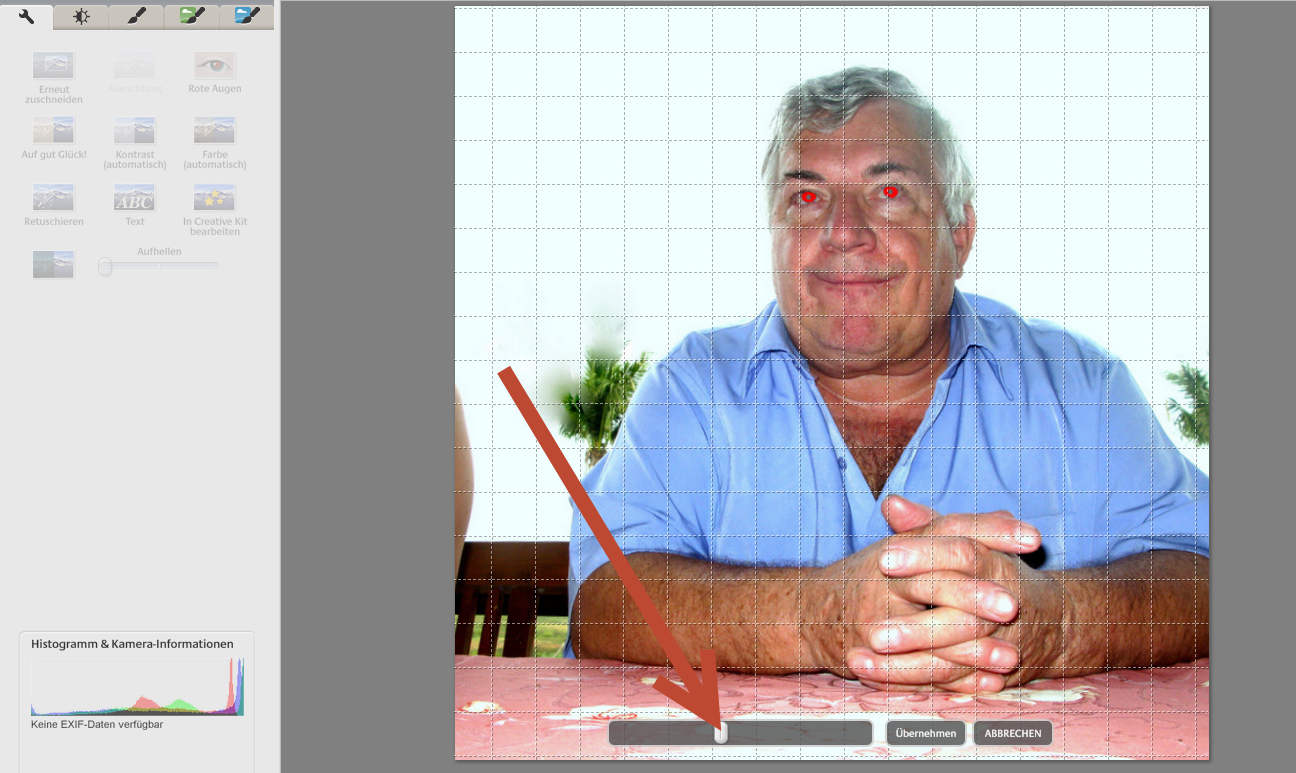 Erneut
zuschneiden
Ausrichtung
Rote Augen
Auf gut Glück!
Kontrast
(automatisch)
Farbe
(automatisch)
Retuschieren
ABC
Text
In Creative Kit
bearbeiten
Aufhellen
Histogramm & Kamera-Informationen
Keine EXIF-Daten verfügbar
Übernehmen
ABBRECHEN